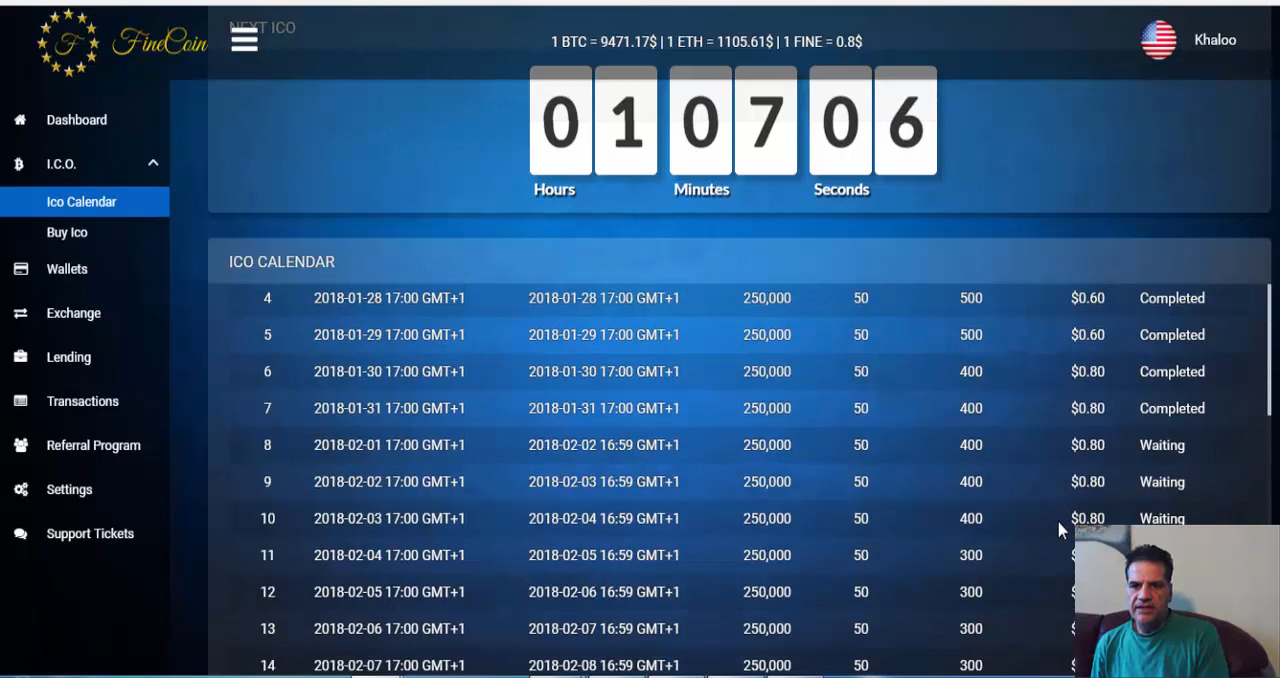 FineCoin
NEXT ICO
1 BTC = 9471.17$ | 1 ETH = 1105.61$ | 1 FINE = 0.8$
Khaloo
01 07 06
Hours Minutes Seconds
Dashboard
I.C.O.
Ico Calendar
Buy Ico
Wallets
Exchange
Lending
Transactions
Referral Program
Settings
Support Tickets
ICO CALENDAR
4 2018-01-28 17:00 GMT+1 2018-01-28 17:00 GMT+1 250,000 50 500 $0.60 Completed
5 2018-01-29 17:00 GMT+1 2018-01-29 17:00 GMT+1 250,000 50 500 $0.60 Completed
6 2018-01-30 17:00 GMT+1 2018-01-30 17:00 GMT+1 250,000 50 400 $0.80 Completed
7 2018-01-31 17:00 GMT+1 2018-01-31 17:00 GMT+1 250,000 50 400 $0.80 Completed
8 2018-02-01 17:00 GMT+1 2018-02-02 16:59 GMT+1 250,000 50 400 $0.80 Waiting
9 2018-02-02 17:00 GMT+1 2018-02-03 16:59 GMT+1 250,000 50 400 $0.80 Waiting
10 2018-02-03 17:00 GMT+1 2018-02-04 16:59 GMT+1 250,000 50 400 $0.80 Waiting
11 2018-02-04 17:00 GMT+1 2018-02-05 16:59 GMT+1 250,000 50 300
12 2018-02-05 17:00 GMT+1 2018-02-06 16:59 GMT+1 250,000 50 300
13 2018-02-06 17:00 GMT+1 2018-02-07 16:59 GMT+1 250,000 50 300
14 2018-02-07 17:00 GMT+1 2018-02-08 16:59 GMT+1 250,000 50 300